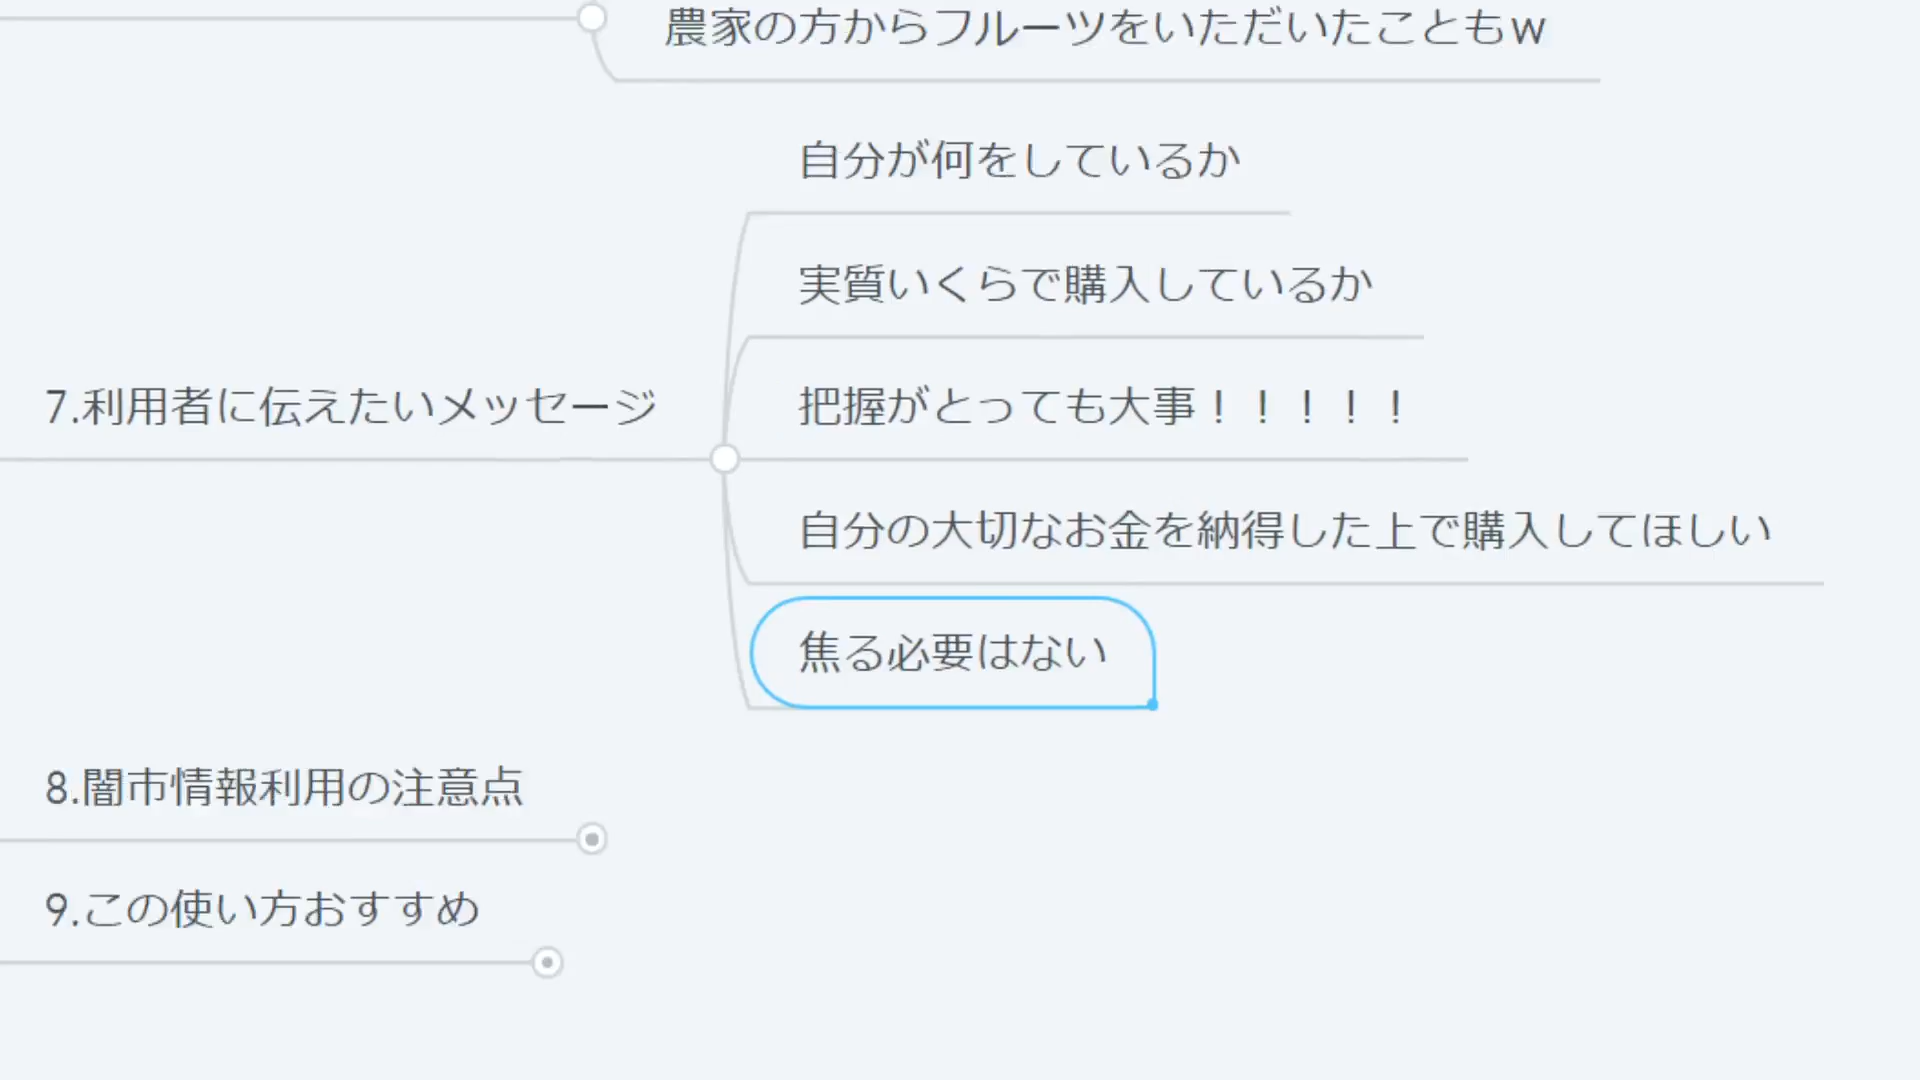 農家の方からフルーツをいただいたこともw
自分が何をしているか
実質いくらで購入しているか
7.利用者に伝えたいメッセージ
把握がとっても大事！！！！！
自分の大切なお金を納得した上で購入してほしい
焦る必要はない
8.闇市情報利用の注意点
9.この使い方おすすめ